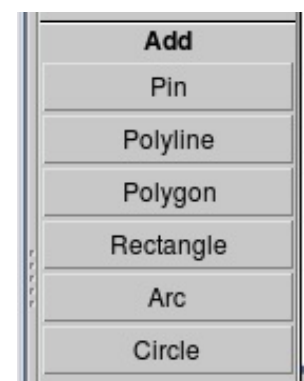 Add
Pin
Polyline
Polygon
Rectangle
Arc
Circle